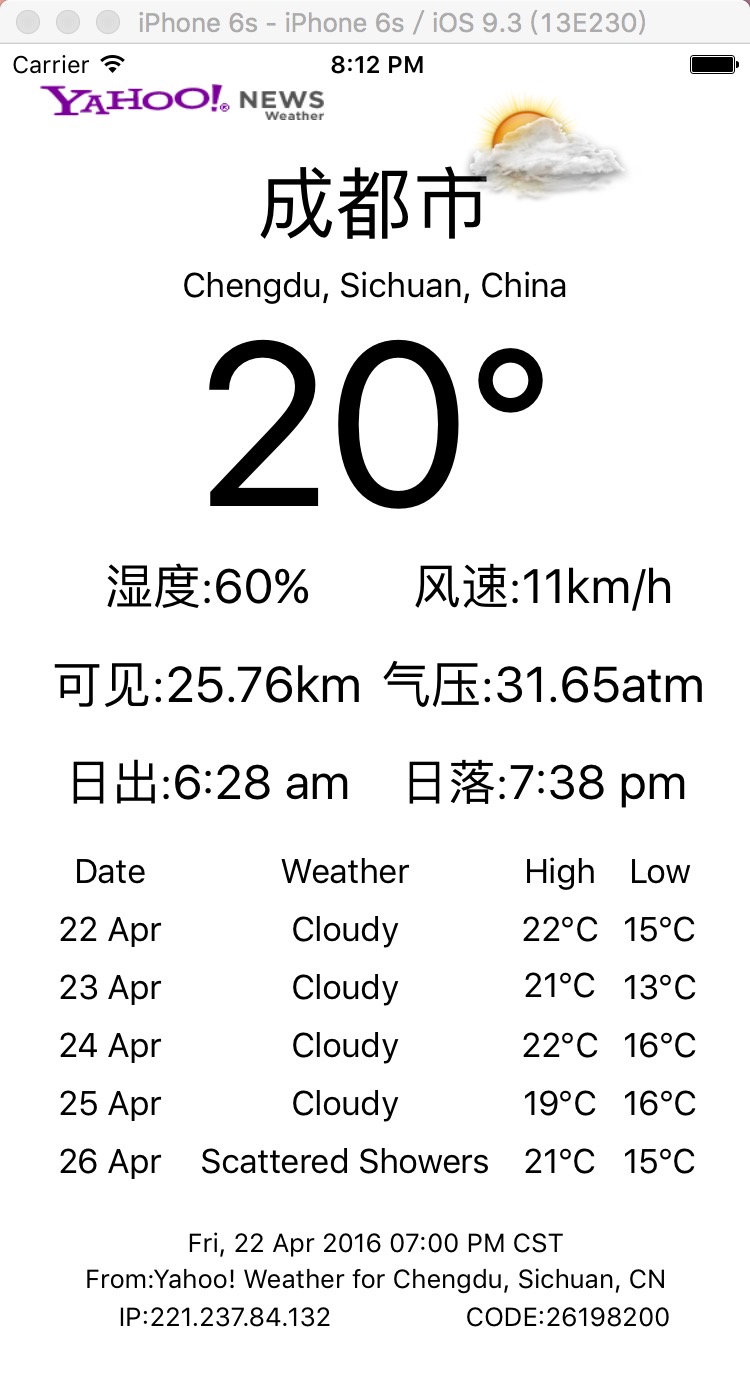 iPhone 6s - iPhone 6s / iOS 9.3 (13E230)
Carrier 8:12 PM
YAHOO!® NEWS
Weather
成都市
Chengdu, Sichuan, China
20°
湿度:60% 风速:11km/h
可见:25.76km 气压:31.65atm
日出:6:28 am 日落:7:38 pm
Date Weather High Low
22 Apr Cloudy 22°C 15°C
23 Apr Cloudy 21°C 13°C
24 Apr Cloudy 22°C 16°C
25 Apr Cloudy 19°C 16°C
26 Apr Scattered Showers 21°C 15°C
Fri, 22 Apr 2016 07:00 PM CST
From:Yahoo! Weather for Chengdu, Sichuan, CN
IP:221.237.84.132 CODE:26198200